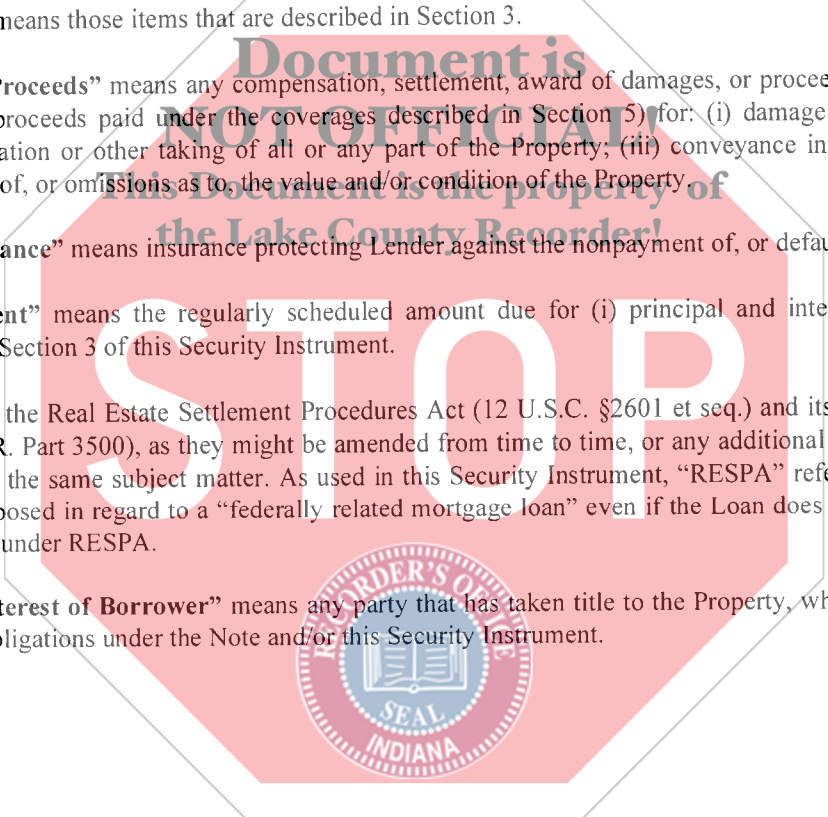 means those items that are described in Section 3.
Document is
roceeds” means any compensation, settlement, award of damages, or procee
proceeds paid under the coverages described in Section 5) for: (i) damage
NOT OFFICIAL!
ation or other taking of all or any part of the Property; (iii) conveyance in
of, or omissions as to, the value and/or condition of the Property.
This Document is the property of
the Lake County Recorder!
ance” means insurance protecting Lender against the nonpayment of, or defau
ent” means the regularly scheduled amount due for (i) principal and inte
Section 3 of this Security Instrument.
STOP
the Real Estate Settlement Procedures Act (12 U.S.C. §2601 et seq.) and its
R. Part 3500), as they might be amended from time to time, or any additional
the same subject matter. As used in this Security Instrument, “RESPA” refe
posed in regard to a “federally related mortgage loan” even if the Loan does
under RESPA.
terest of Borrower” means any party that has taken title to the Property, wh
bligations under the Note and/or this Security Instrument.
RECORDER'S OFFICE
SEAL
INDIANA